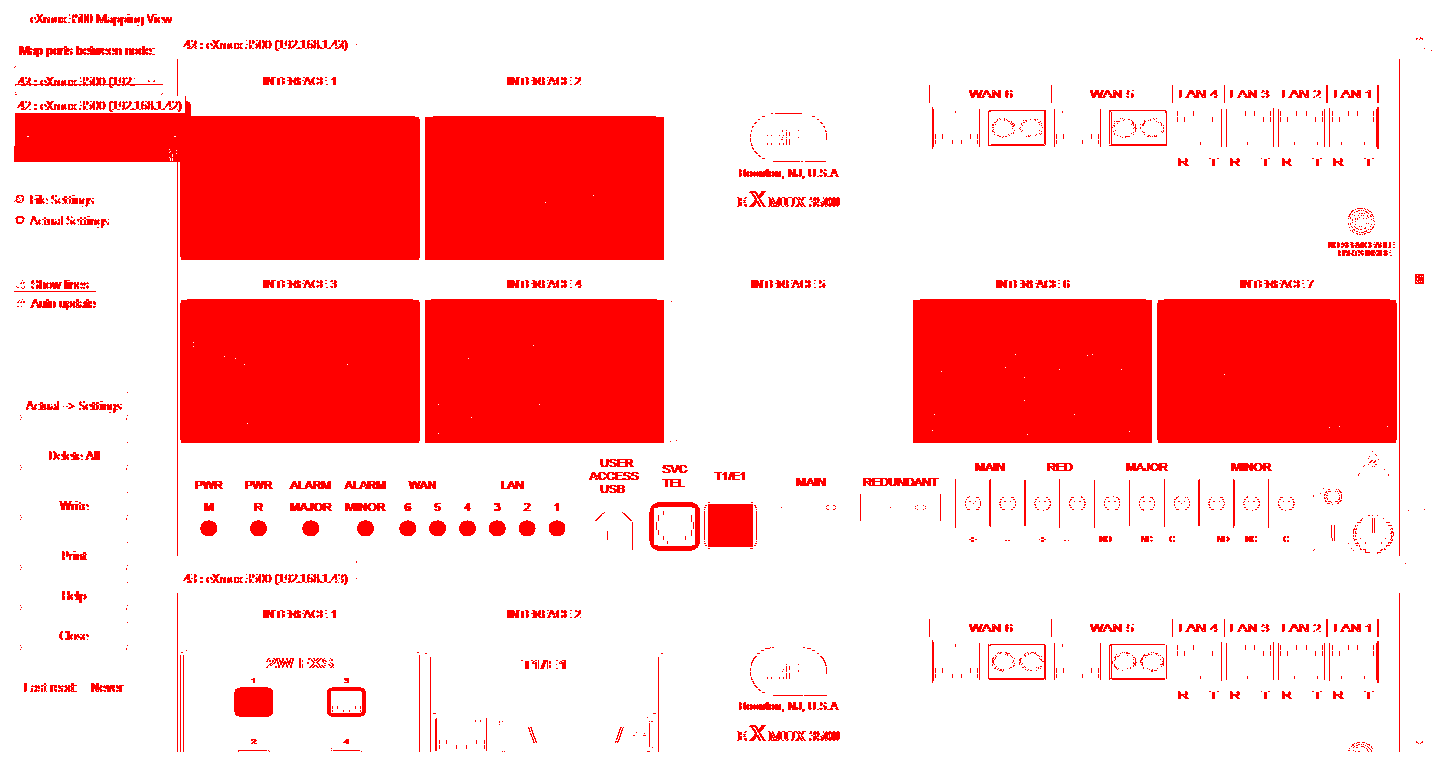 eXmux 3500 Mapping View
Map ports between nodes
42 : eXmux 3500 (192.168.1.42)
43 : eXmux 3500 (192.
42 : eXmux 3500 (192.168.1.42)
File Settings
Actual Settings
Show lines
Auto update
Actual -> Settings
Delete All
Write
Print
Help
Close
Last read: Never
INTERFACE 1 INTERFACE 2
WAN 6 WAN 5 LAN 4 LAN 3 LAN 2 LAN 1
R T R T R T R T
Boonton, NJ, U.S.A
EXMUX 3500
INTERFACE 3 INTERFACE 4 INTERFACE 5 INTERFACE 6 INTERFACE 7
PWR PWR ALARM ALARM WAN LAN
M R MAJOR MINOR 6 5 4 3 2 1
USER
ACCESS
USB
SVC
TEL
T1/E1
MAIN REDUNDANT
MAIN RED MAJOR MINOR
NO NC C NO NC C
43 : eXmux 3500 (192.168.1.43)
INTERFACE 1 INTERFACE 2
WAN 6 WAN 5 LAN 4 LAN 3 LAN 2 LAN 1
2W FXS
1 3
2 4
T1/E1
R T R T R T R T
Boonton, NJ, U.S.A
EXMUX 3500